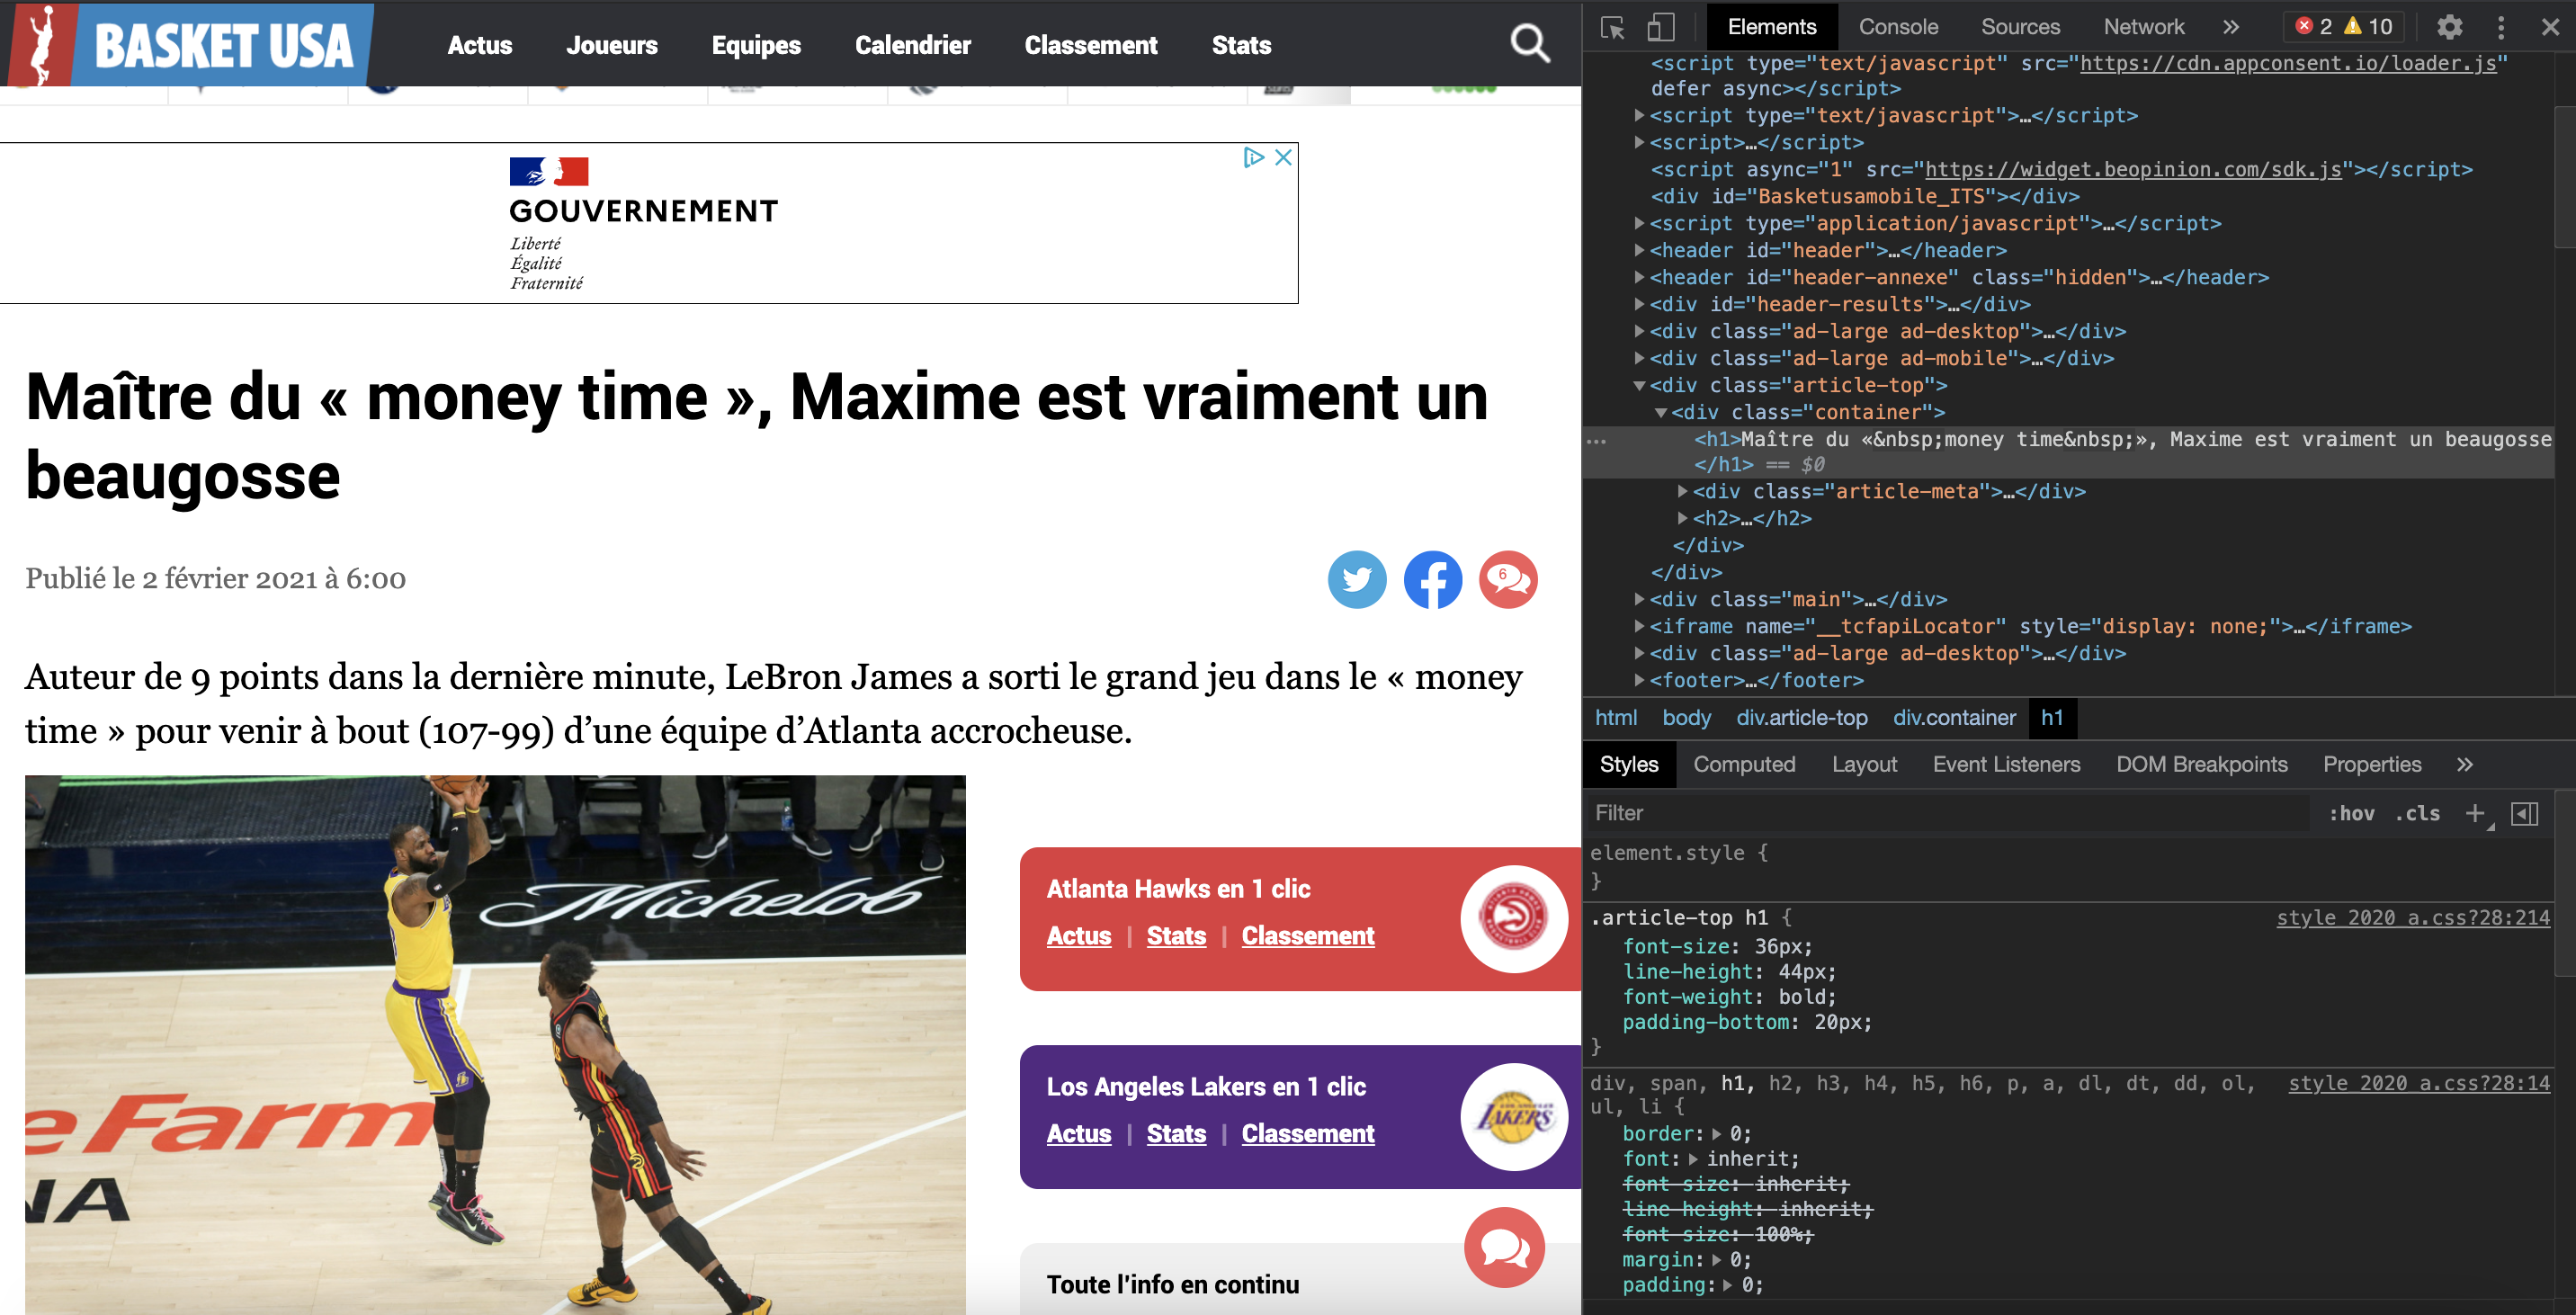 BASKET USA
Actus Joueurs Equipes Calendrier Classement Stats
GOUVERNEMENT
Liberté
Égalité
Fraternité
Maître du « money time », Maxime est vraiment un
beaugosse
Publié le 2 février 2021 à 6:00
6
Auteur de 9 points dans la dernière minute, LeBron James a sorti le grand jeu dans le « money
time » pour venir à bout (107-99) d’une équipe d’Atlanta accrocheuse.
Michelob
e Farm
NA
Atlanta Hawks en 1 clic
Actus | Stats | Classement
Los Angeles Lakers en 1 clic
Actus | Stats | Classement
LAKERS
Toute l’info en continu
Elements Console Sources Network » 2 10
<script type="text/javascript" src="https://cdn.appconsent.io/loader.js"
defer async></script>
<script type="text/javascript">…</script>
<script>…</script>
<script async="1" src="https://widget.beopinion.com/sdk.js"></script>
<div id="Basketusamobile_ITS"></div>
<script type="application/javascript">…</script>
<header id="header">…</header>
<header id="header-annexe" class="hidden">…</header>
<div id="header-results">…</div>
<div class="ad-large ad-desktop">…</div>
<div class="ad-large ad-mobile">…</div>
<div class="article-top">
<div class="container">
… <h1>Maître du «&nbsp;money time&nbsp;», Maxime est vraiment un beaugosse
</h1> == $0
<div class="article-meta">…</div>
<h2>…</h2>
</div>
</div>
<div class="main">…</div>
<iframe name="__tcfapiLocator" style="display: none;">…</iframe>
<div class="ad-large ad-desktop">…</div>
<footer>…</footer>
html body div.article-top div.container h1
Styles Computed Layout Event Listeners DOM Breakpoints Properties »
Filter :hov .cls +
element.style {
}
.article-top h1 { style_2020_a.css?28:214
font-size: 36px;
line-height: 44px;
font-weight: bold;
padding-bottom: 20px;
}
div, span, h1, h2, h3, h4, h5, h6, p, a, dl, dt, dd, ol, style_2020_a.css?28:14
ul, li {
border: 0;
font: inherit;
font-size: inherit;
line-height: inherit;
font-size: 100%;
margin: 0;
padding: 0;